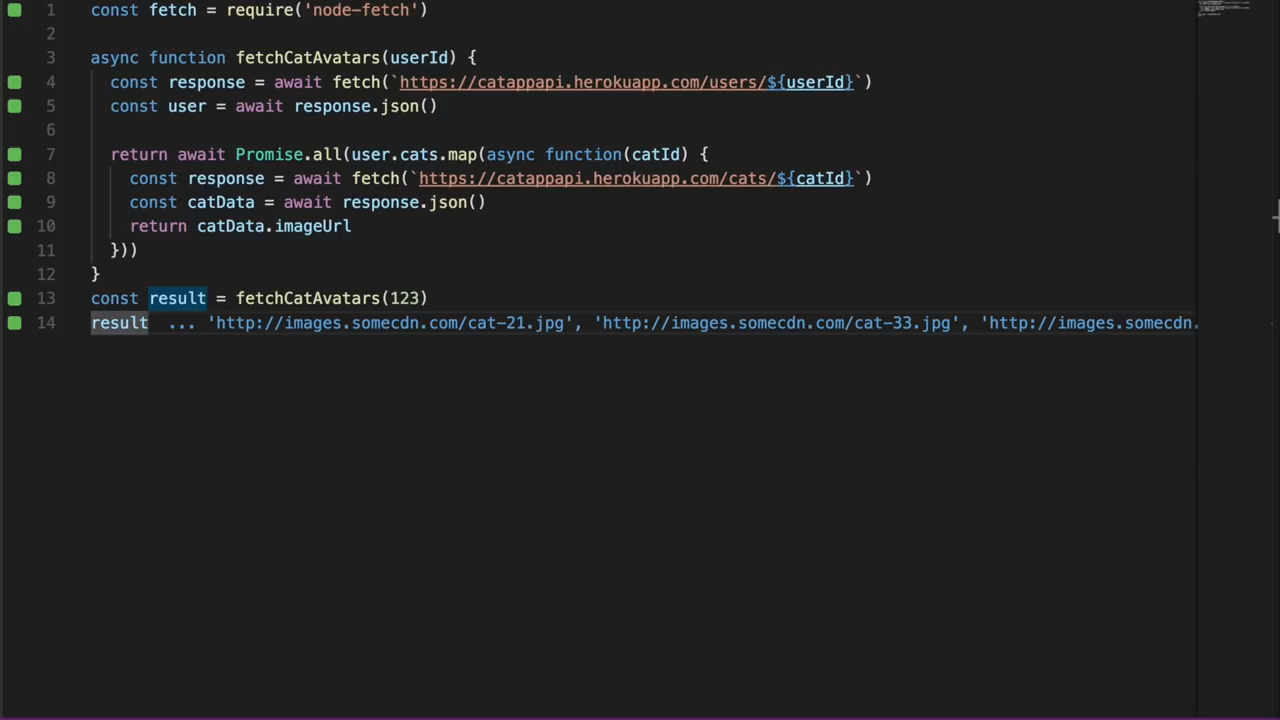 1 const fetch = require('node-fetch')
2
3 async function fetchCatAvatars(userId) {
4 const response = await fetch(`https://catappapi.herokuapp.com/users/${userId}`)
5 const user = await response.json()
6
7 return await Promise.all(user.cats.map(async function(catId) {
8 const response = await fetch(`https://catappapi.herokuapp.com/cats/${catId}`)
9 const catData = await response.json()
10 return catData.imageUrl
11 }))
12 }
13 const result = fetchCatAvatars(123)
14 result ... 'http://images.somecdn.com/cat-21.jpg', 'http://images.somecdn.com/cat-33.jpg', 'http://images.somecdn.